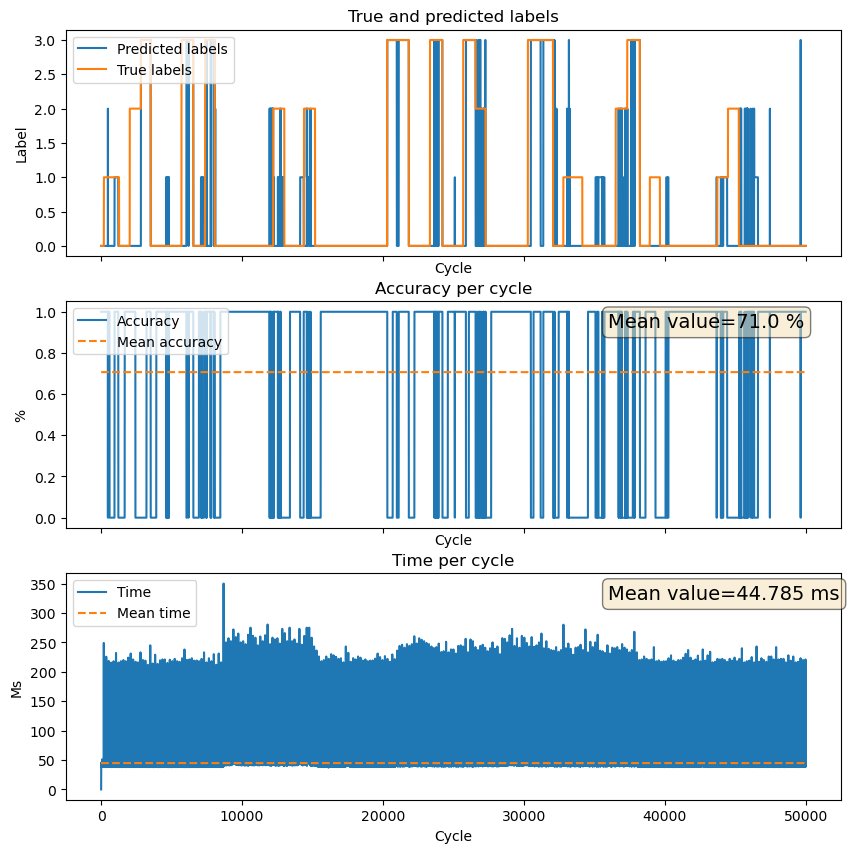 True and predicted labels
3.0
2.5
2.0
1.5
1.0
0.5
0.0
Label
Predicted labels
True labels
Cycle
Accuracy per cycle
1.0
0.8
0.6
0.4
0.2
0.0
%
Accuracy
Mean accuracy
Mean value=71.0 %
Cycle
Time per cycle
350
300
250
200
150
100
50
0
Ms
Time
Mean time
Mean value=44.785 ms
0 10000 20000 30000 40000 50000
Cycle